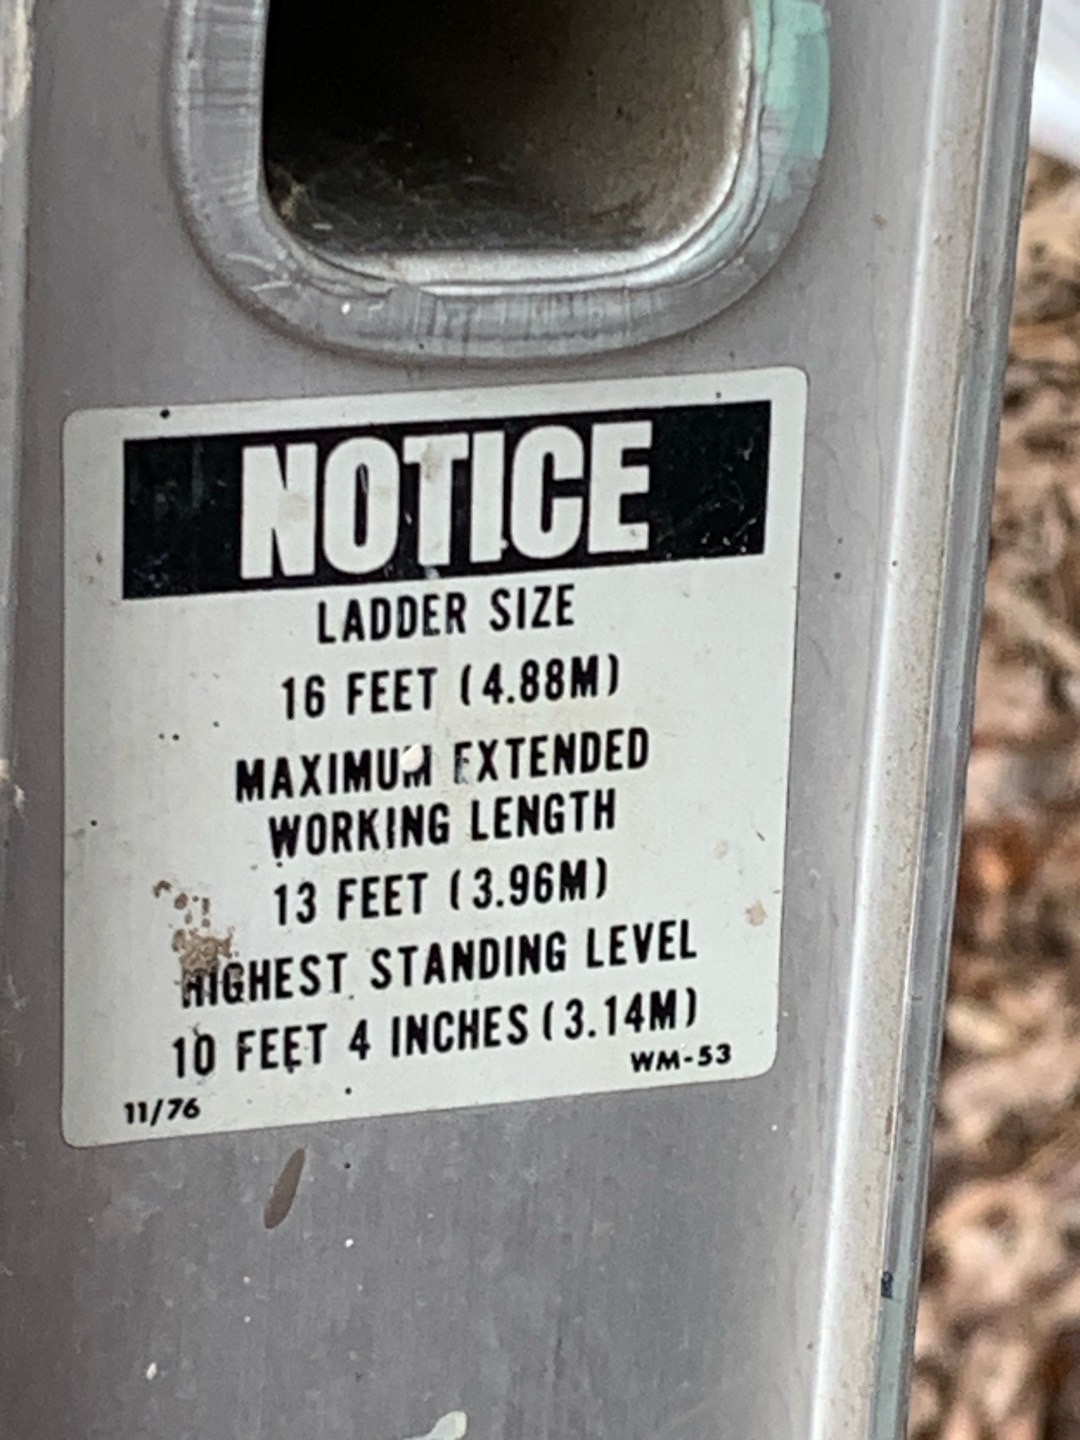 NOTICE
LADDER SIZE
16 FEET (4.88M)
MAXIMUM EXTENDED
WORKING LENGTH
13 FEET (3.96M)
HIGHEST STANDING LEVEL
10 FEET 4 INCHES (3.14M)
WM-53
11/76